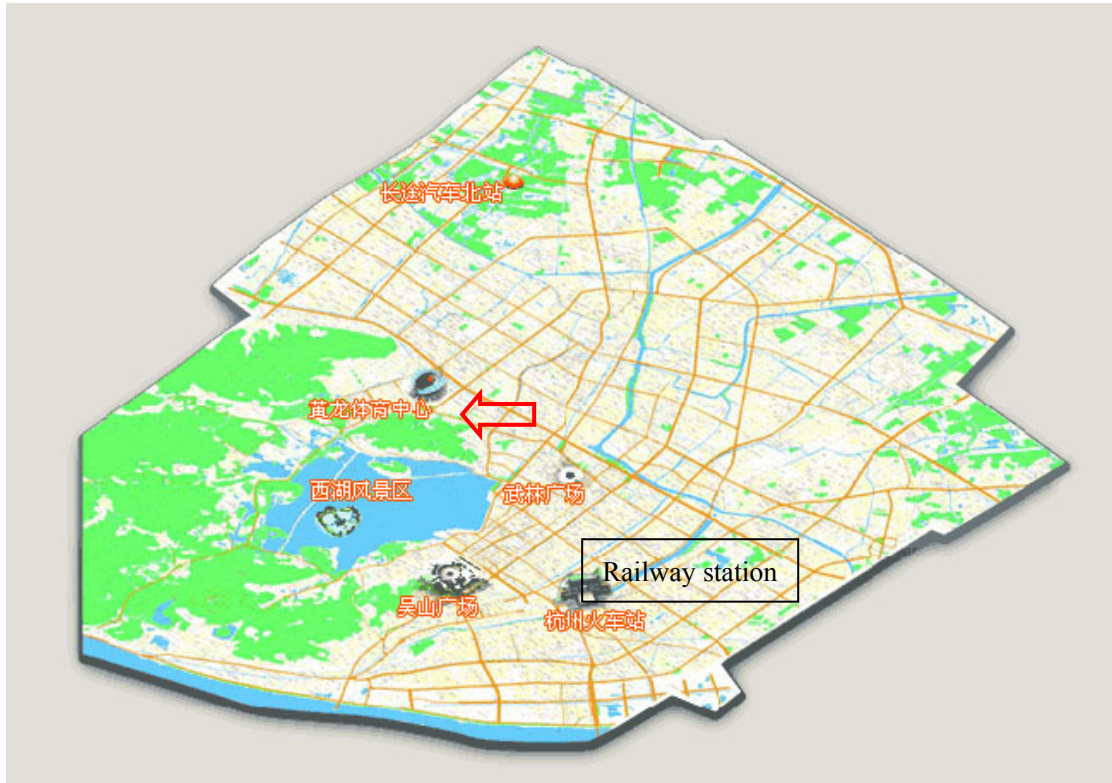 长途汽车北站
黄龙体育中心
西湖风景区
武林广场
Railway station
吴山广场
杭州火车站